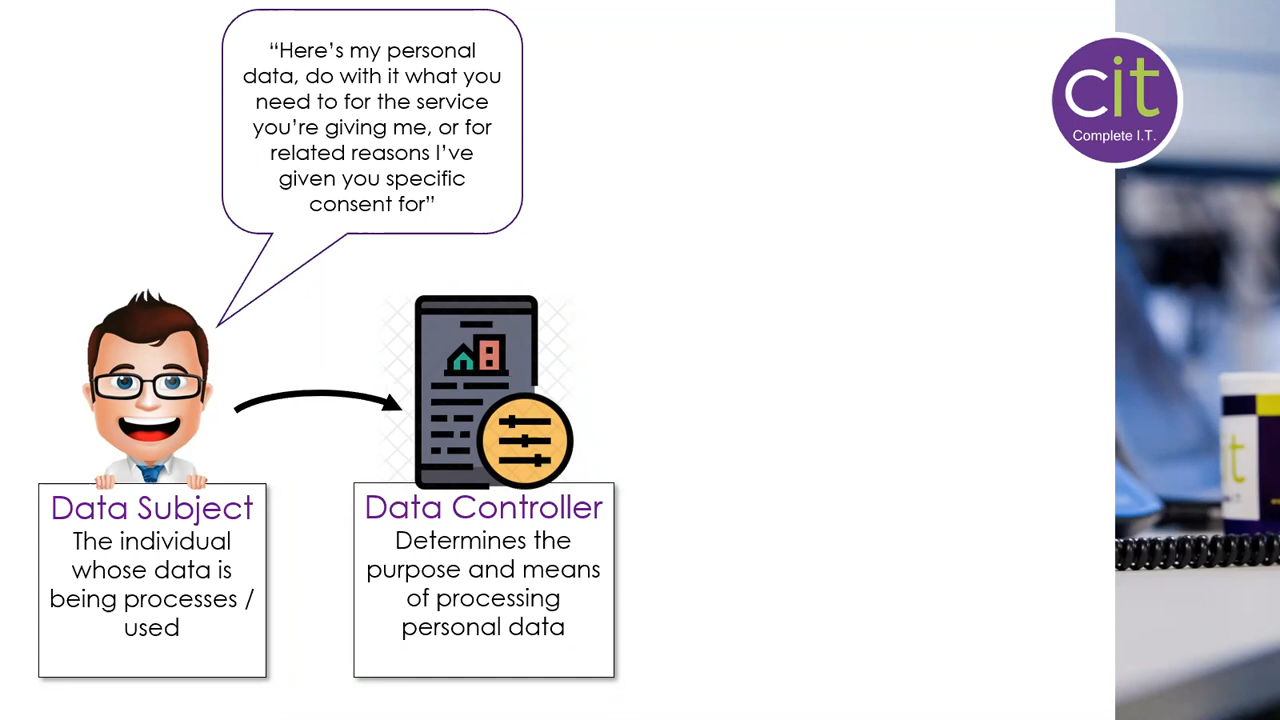 “Here’s my personal
data, do with it what you
need to for the service
you’re giving me, or for
related reasons I’ve
given you specific
consent for”
cit
Complete I.T.
Data Subject
The individual
whose data is
being processes /
used
Data Controller
Determines the
purpose and means
of processing
personal data
it